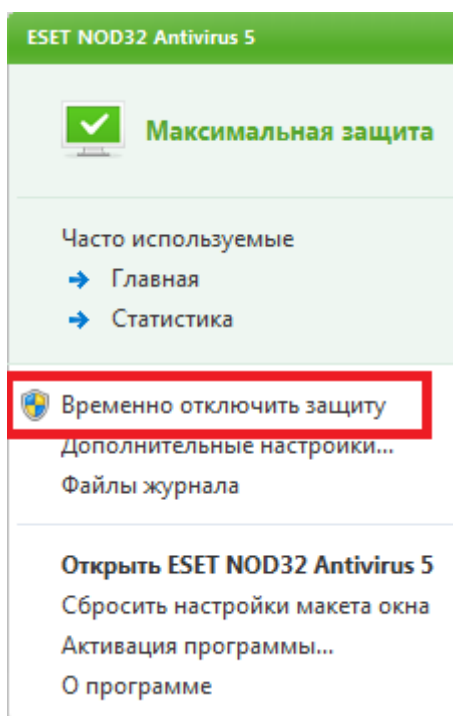 ESET NOD32 Antivirus 5
Максимальная защита
Часто используемые
Главная
Статистика
Временно отключить защиту
Дополнительные настройки...
Файлы журнала
Открыть ESET NOD32 Antivirus 5
Сбросить настройки макета окна
Активация программы...
О программе